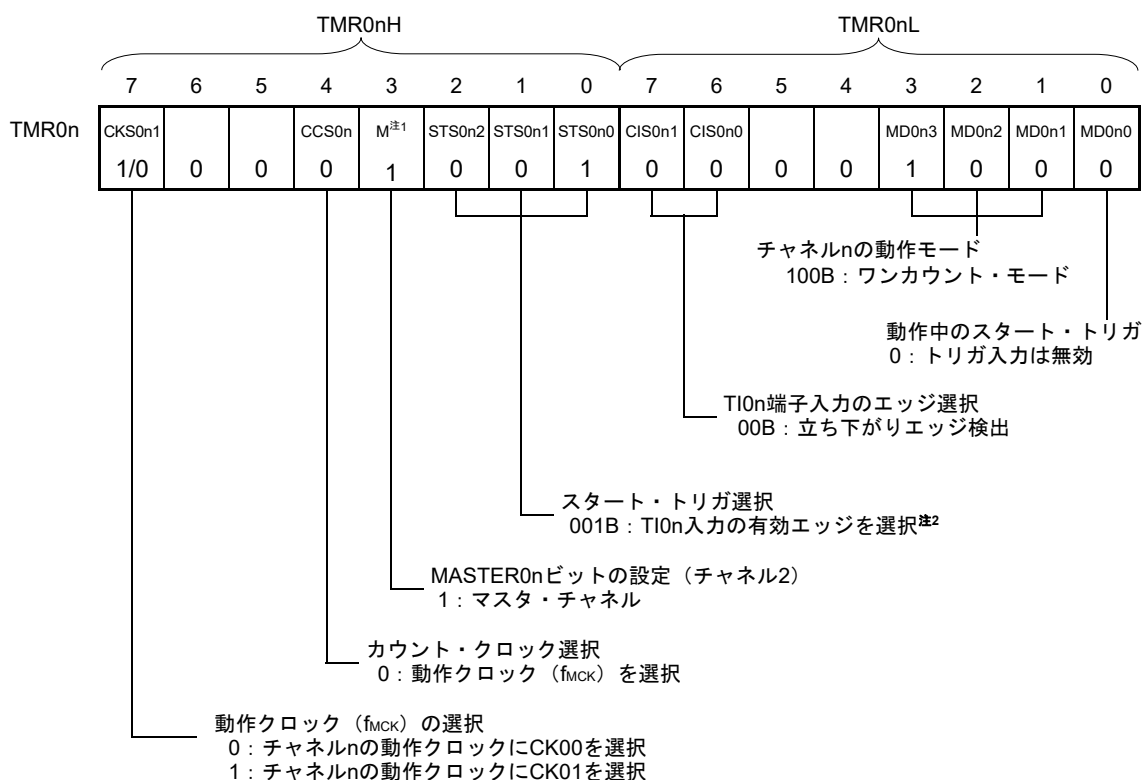 TMR0nH TMR0nL
7 6 5 4 3 2 1 0 7 6 5 4 3 2 1 0
TMR0n CKS0n1 CCS0n M注1 STS0n2 STS0n1 STS0n0 CIS0n1 CIS0n0 MD0n3 MD0n2 MD0n1 MD0n0
1/0 0 0 0 1 0 0 1 0 0 0 0 1 0 0 0
チャネルnの動作モード
100B：ワンカウント・モード
動作中のスタート・トリガ
0：トリガ入力は無効
TI0n端子入力のエッジ選択
00B：立ち下がりエッジ検出
スタート・トリガ選択
001B：TI0n入力の有効エッジを選択注2
MASTER0nビットの設定（チャネル2）
1：マスタ・チャネル
カウント・クロック選択
0：動作クロック（fMCK）を選択
動作クロック（fMCK）の選択
0：チャネルnの動作クロックにCK00を選択
1：チャネルnの動作クロックにCK01を選択